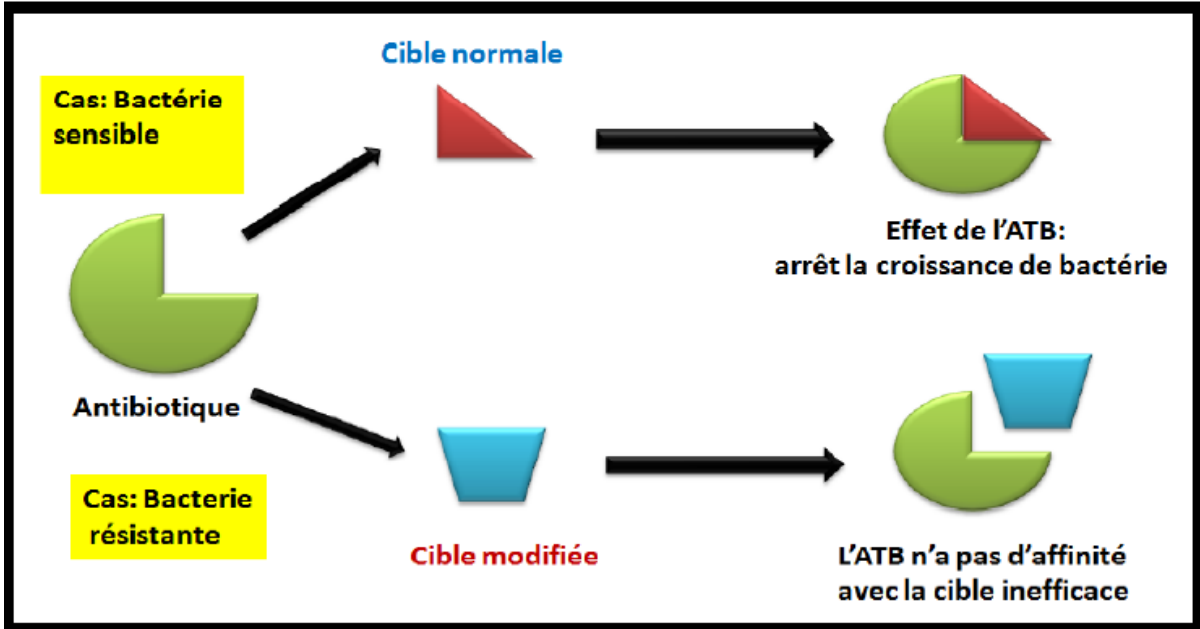 Cible normale
Cas: Bactérie
sensible
Effet de l'ATB:
arrêt la croissance de bactérie
Antibiotique
Cas: Bacterie
résistante
Cible modifiée
L'ATB n'a pas d'affinité
avec la cible inefficace